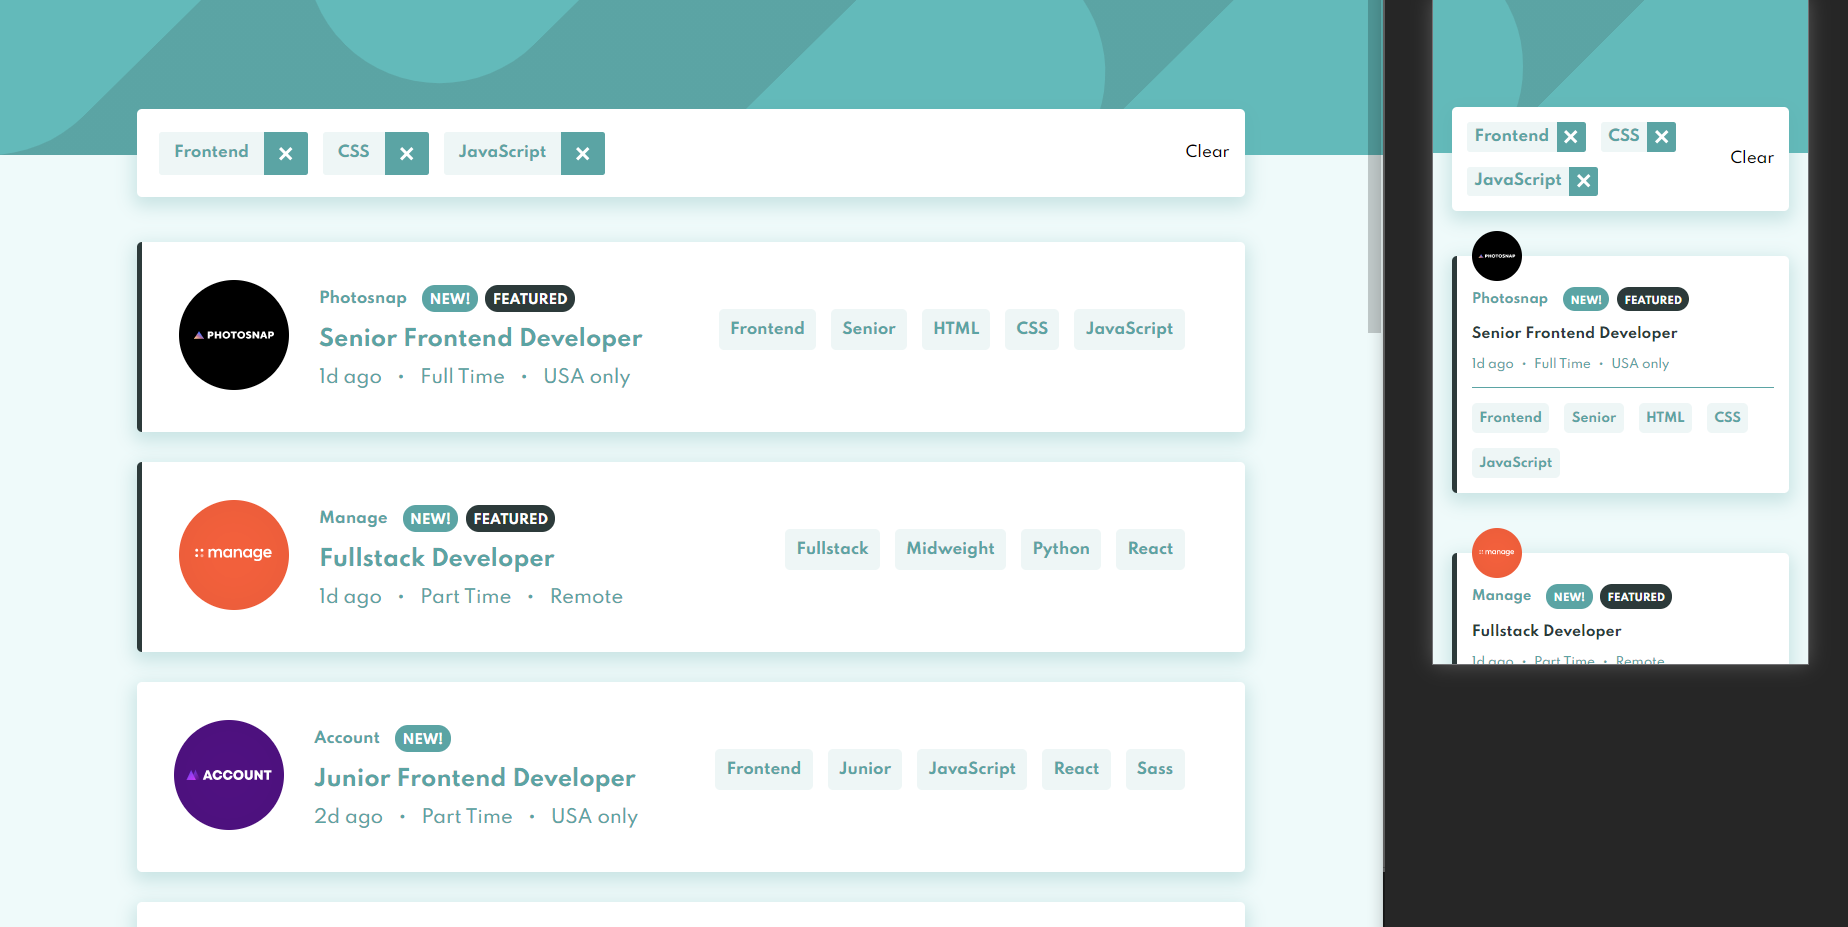 Frontend × CSS × JavaScript × Clear
PHOTOSNAP
Photosnap NEW! FEATURED
Senior Frontend Developer
1d ago • Full Time • USA only
Frontend Senior HTML CSS JavaScript
manage
Manage NEW! FEATURED
Fullstack Developer
1d ago • Part Time • Remote
Fullstack Midweight Python React
ACCOUNT
Account NEW!
Junior Frontend Developer
2d ago • Part Time • USA only
Frontend Junior JavaScript React Sass
Frontend × CSS ×
JavaScript ×
Clear
PHOTOSNAP
Photosnap NEW! FEATURED
Senior Frontend Developer
1d ago • Full Time • USA only
Frontend Senior HTML CSS
JavaScript
manage
Manage NEW! FEATURED
Fullstack Developer
1d ago • Part Time • Remote